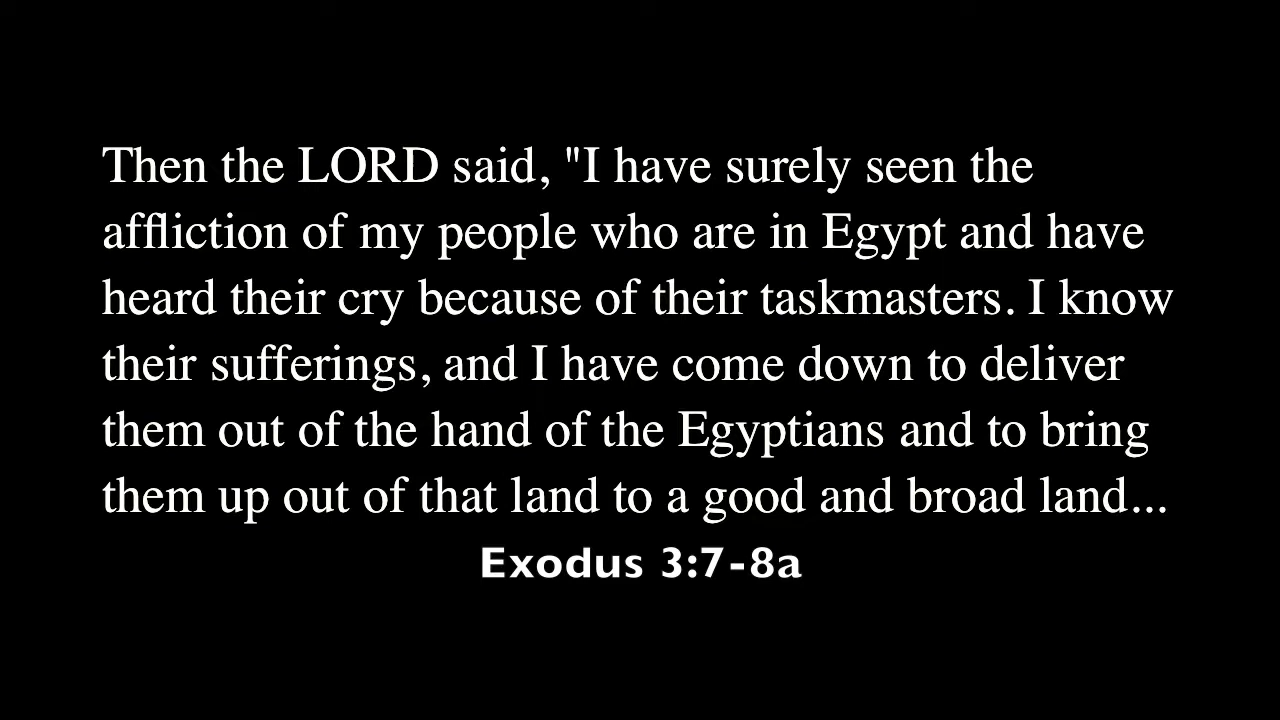 Then the LORD said, "I have surely seen the
affliction of my people who are in Egypt and have
heard their cry because of their taskmasters. I know
their sufferings, and I have come down to deliver
them out of the hand of the Egyptians and to bring
them up out of that land to a good and broad land...
Exodus 3:7-8a